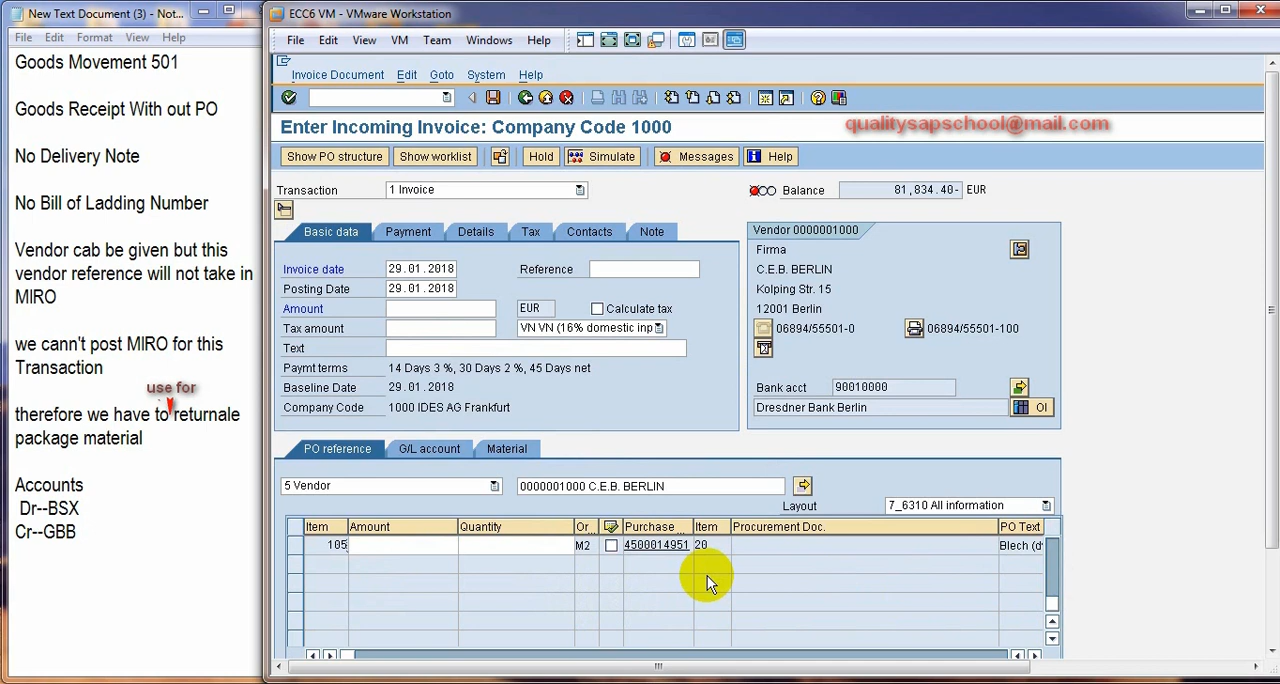 New Text Document (3) - Not...
File Edit Format View Help
Goods Movement 501
Goods Receipt With out PO
No Delivery Note
No Bill of Ladding Number
Vendor cab be given but this
vendor reference will not take in
MIRO
we cann't post MIRO for this
Transaction
use for
therefore we have to returnale
package material
Accounts
Dr--BSX
Cr--GBB
ECC6 VM - VMware Workstation
File Edit View VM Team Windows Help
Invoice Document Edit Goto System Help
Enter Incoming Invoice: Company Code 1000
qualitysapschool@mail.com
Show PO structure Show worklist Hold Simulate Messages Help
Transaction 1 Invoice Balance 81,834.40- EUR
Basic data Payment Details Tax Contacts Note
Invoice date 29.01.2018 Reference
Posting Date 29.01.2018
Amount EUR Calculate tax
Tax amount VN VN (16% domestic inp
Text
Paymt terms 14 Days 3 %, 30 Days 2 %, 45 Days net
Baseline Date 29.01.2018
Company Code 1000 IDES AG Frankfurt
Vendor 0000001000
Firma
C.E.B. BERLIN
Kolping Str. 15
12001 Berlin
06894/55501-0 06894/55501-100
Bank acct 90010000
Dresdner Bank Berlin OI
PO reference G/L account Material
5 Vendor 0000001000 C.E.B. BERLIN
Layout 7_6310 All information
Item Amount Quantity Or... Purchase ... Item Procurement Doc. PO Text
105 M2 4500014951 20 Blech (d